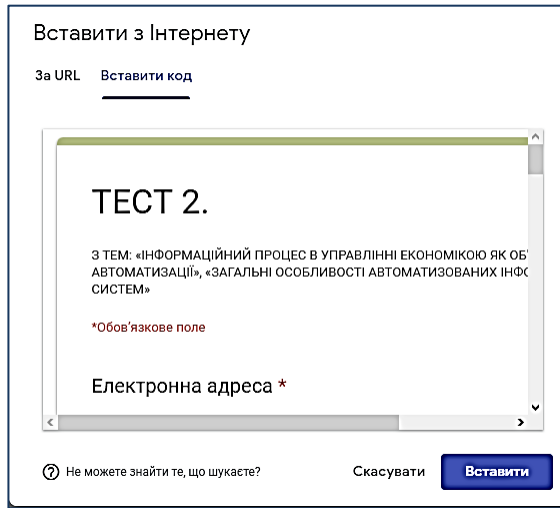 Вставити з Інтернету
За URL Вставити код
ТЕСТ 2.
З ТЕМ: «ІНФОРМАЦІЙНИЙ ПРОЦЕС В УПРАВЛІННІ ЕКОНОМІКОЮ ЯК ОБ'
АВТОМАТИЗАЦІЇ», «ЗАГАЛЬНІ ОСОБЛИВОСТІ АВТОМАТИЗОВАНИХ ІНФО
СИСТЕМ»
*Обов'язкове поле
Електронна адреса *
Не можете знайти те, що шукаєте? Скасувати Вставити